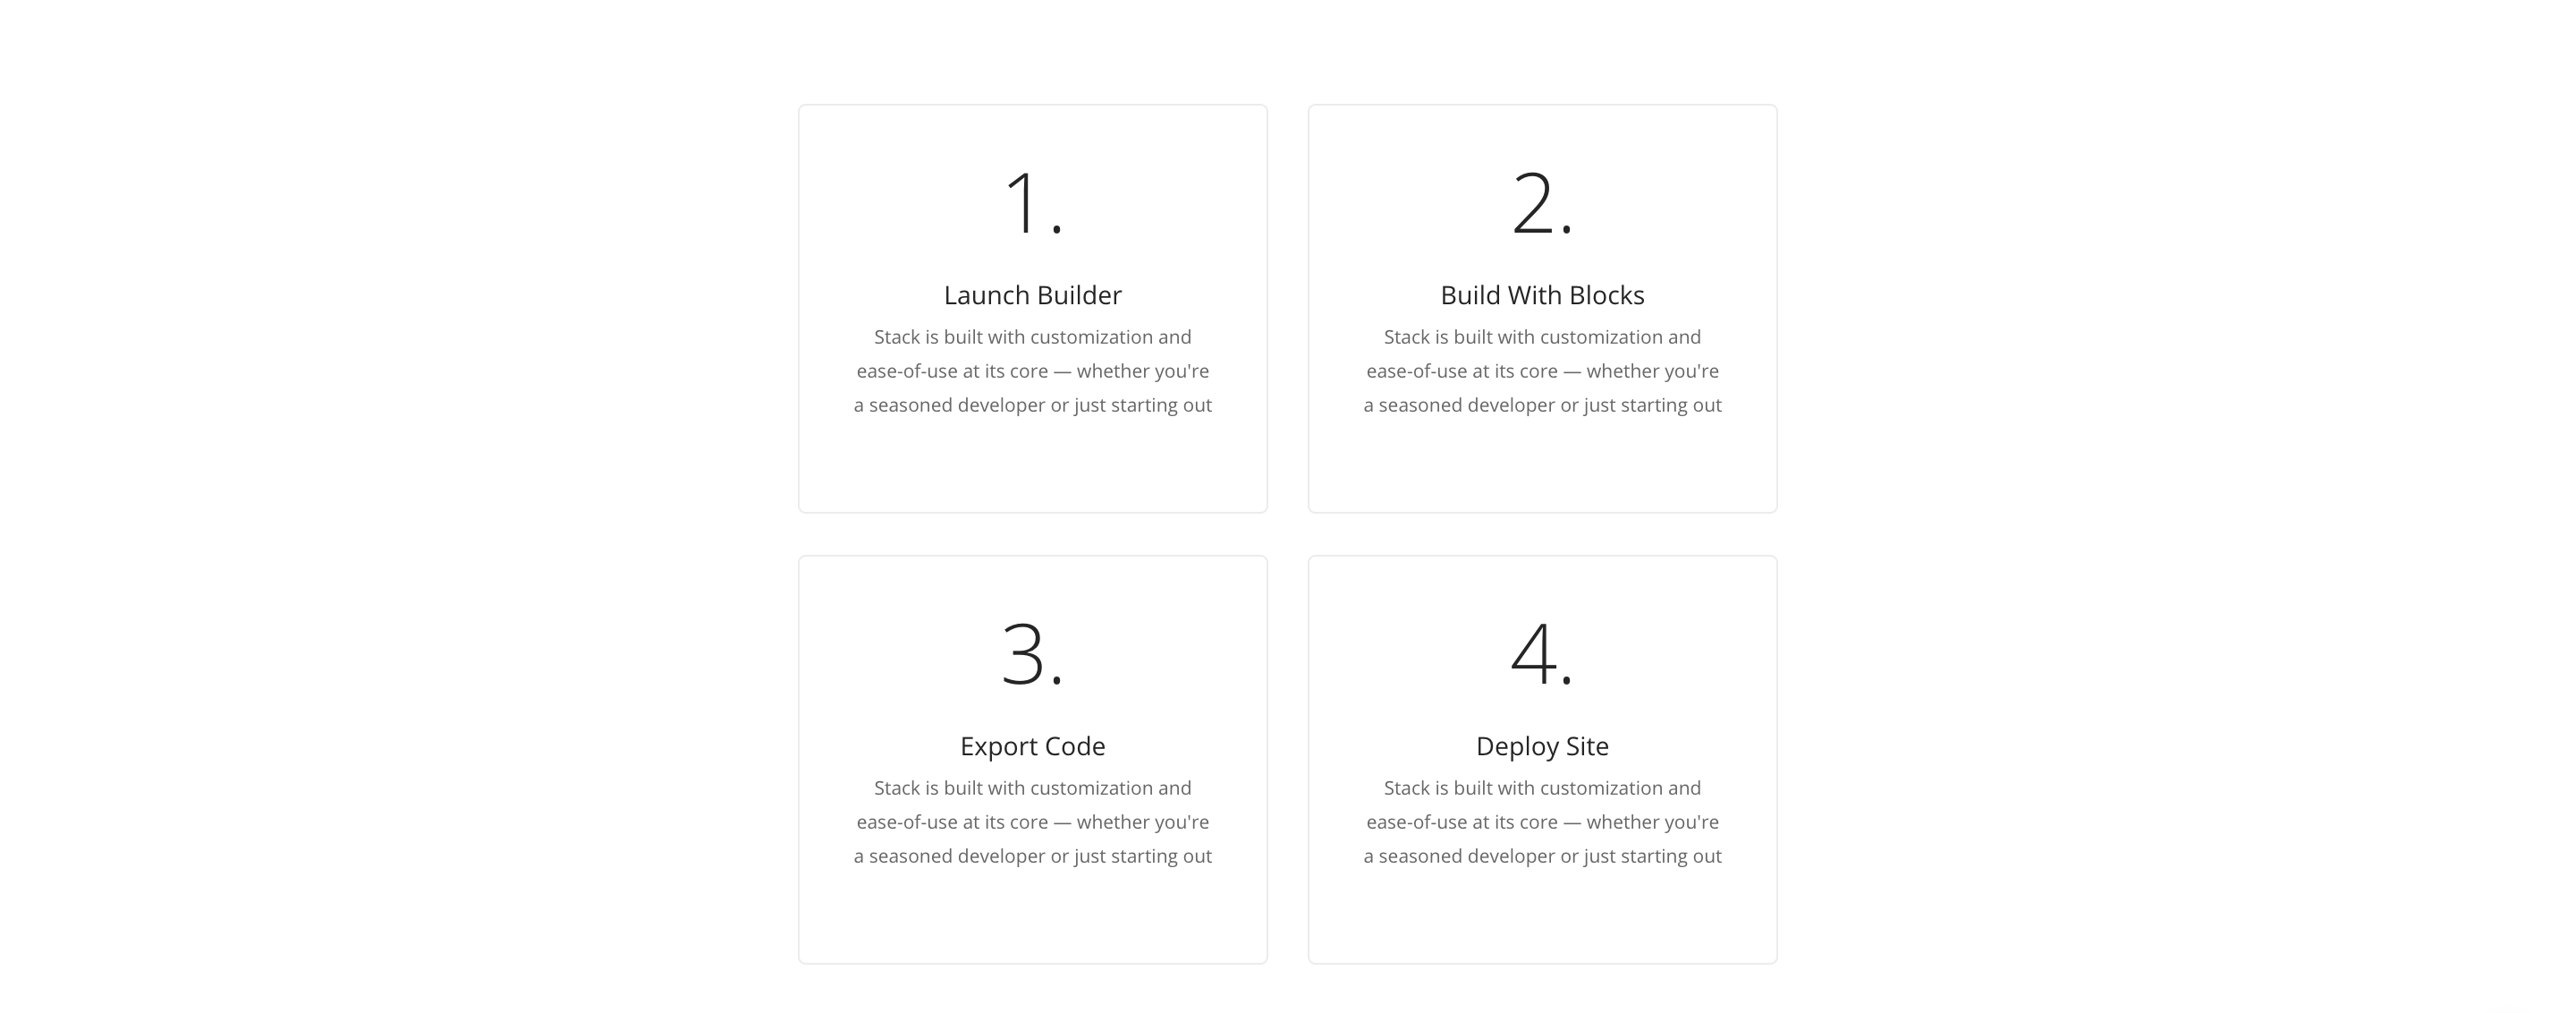 1.
Launch Builder
Stack is built with customization and
ease-of-use at its core — whether you're
a seasoned developer or just starting out
2.
Build With Blocks
Stack is built with customization and
ease-of-use at its core — whether you're
a seasoned developer or just starting out
3.
Export Code
Stack is built with customization and
ease-of-use at its core — whether you're
a seasoned developer or just starting out
4.
Deploy Site
Stack is built with customization and
ease-of-use at its core — whether you're
a seasoned developer or just starting out